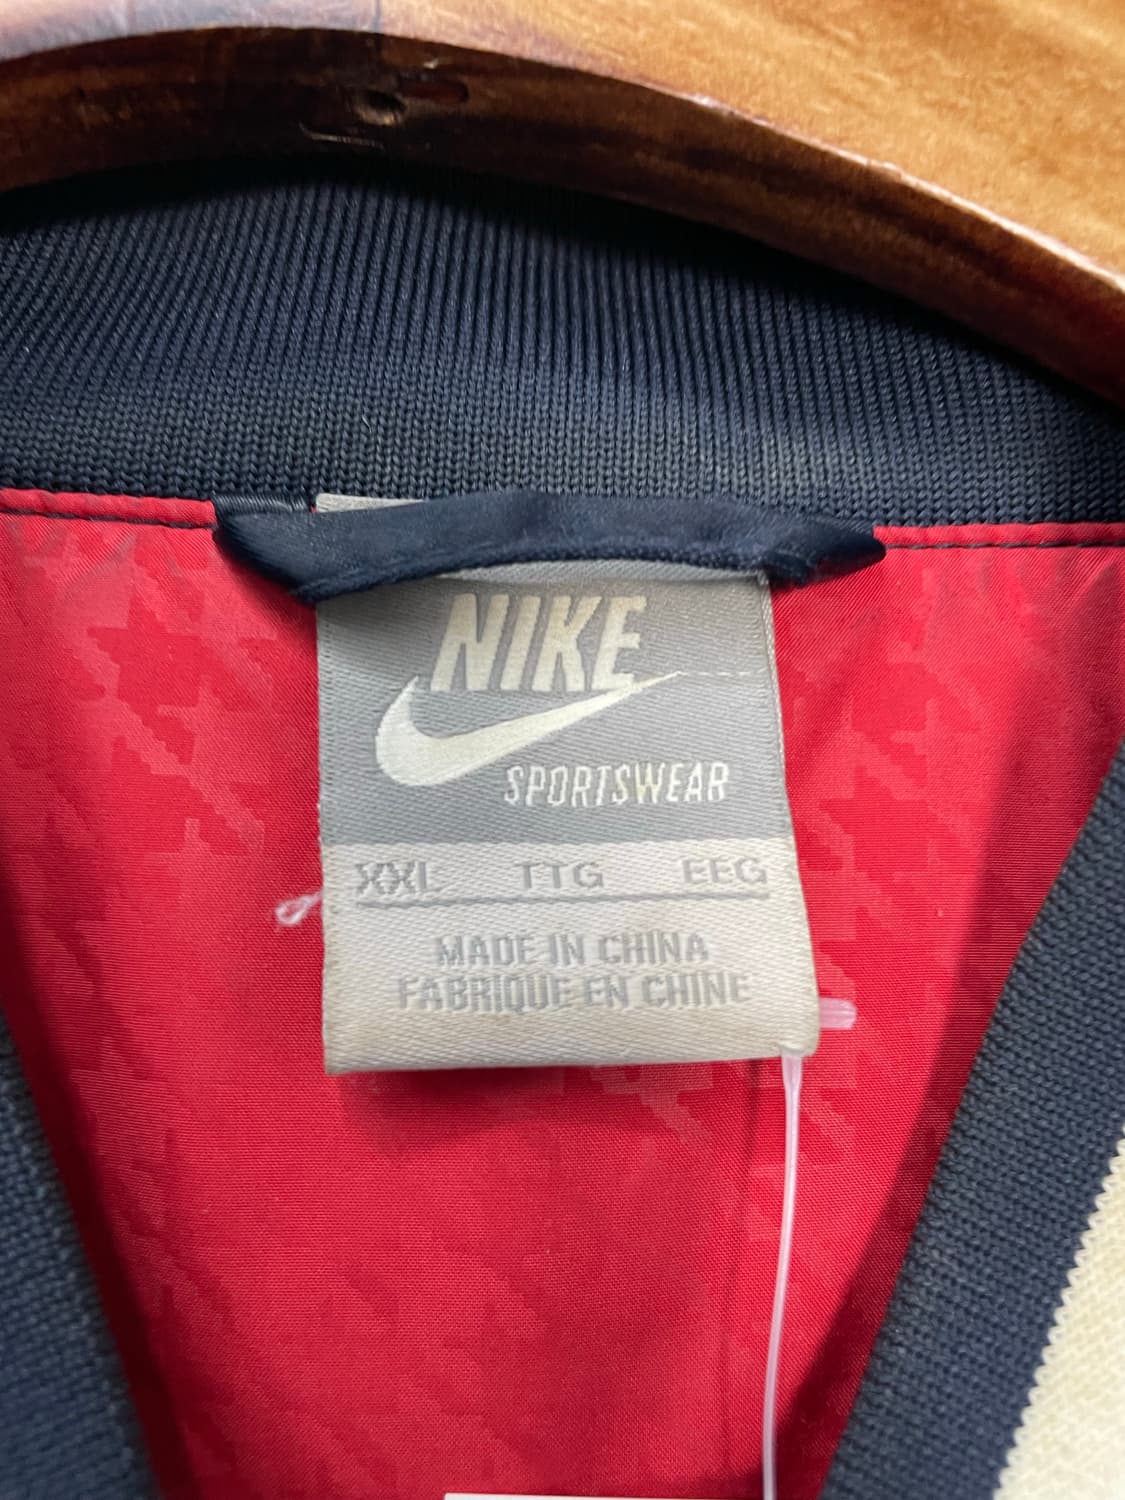 NIKE
SPORTSWEAR
XXL TTG EEG
MADE IN CHINA
FABRIQUE EN CHINE